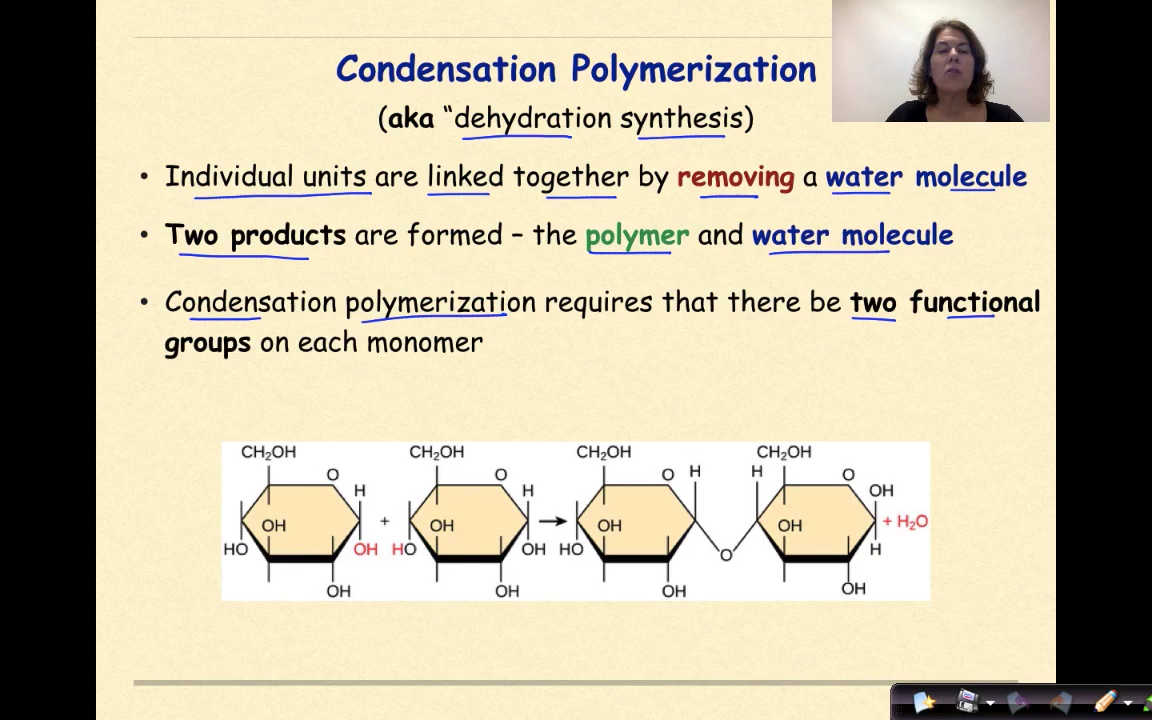 Condensation Polymerization
(aka “dehydration synthesis)
• Individual units are linked together by removing a water molecule
• Two products are formed – the polymer and water molecule
• Condensation polymerization requires that there be two functional
groups on each monomer
CH₂OH CH₂OH CH₂OH CH₂OH
O O O H H O
H H OH
OH + OH → OH OH + H₂O
HO OH HO OH HO O H
OH OH OH OH